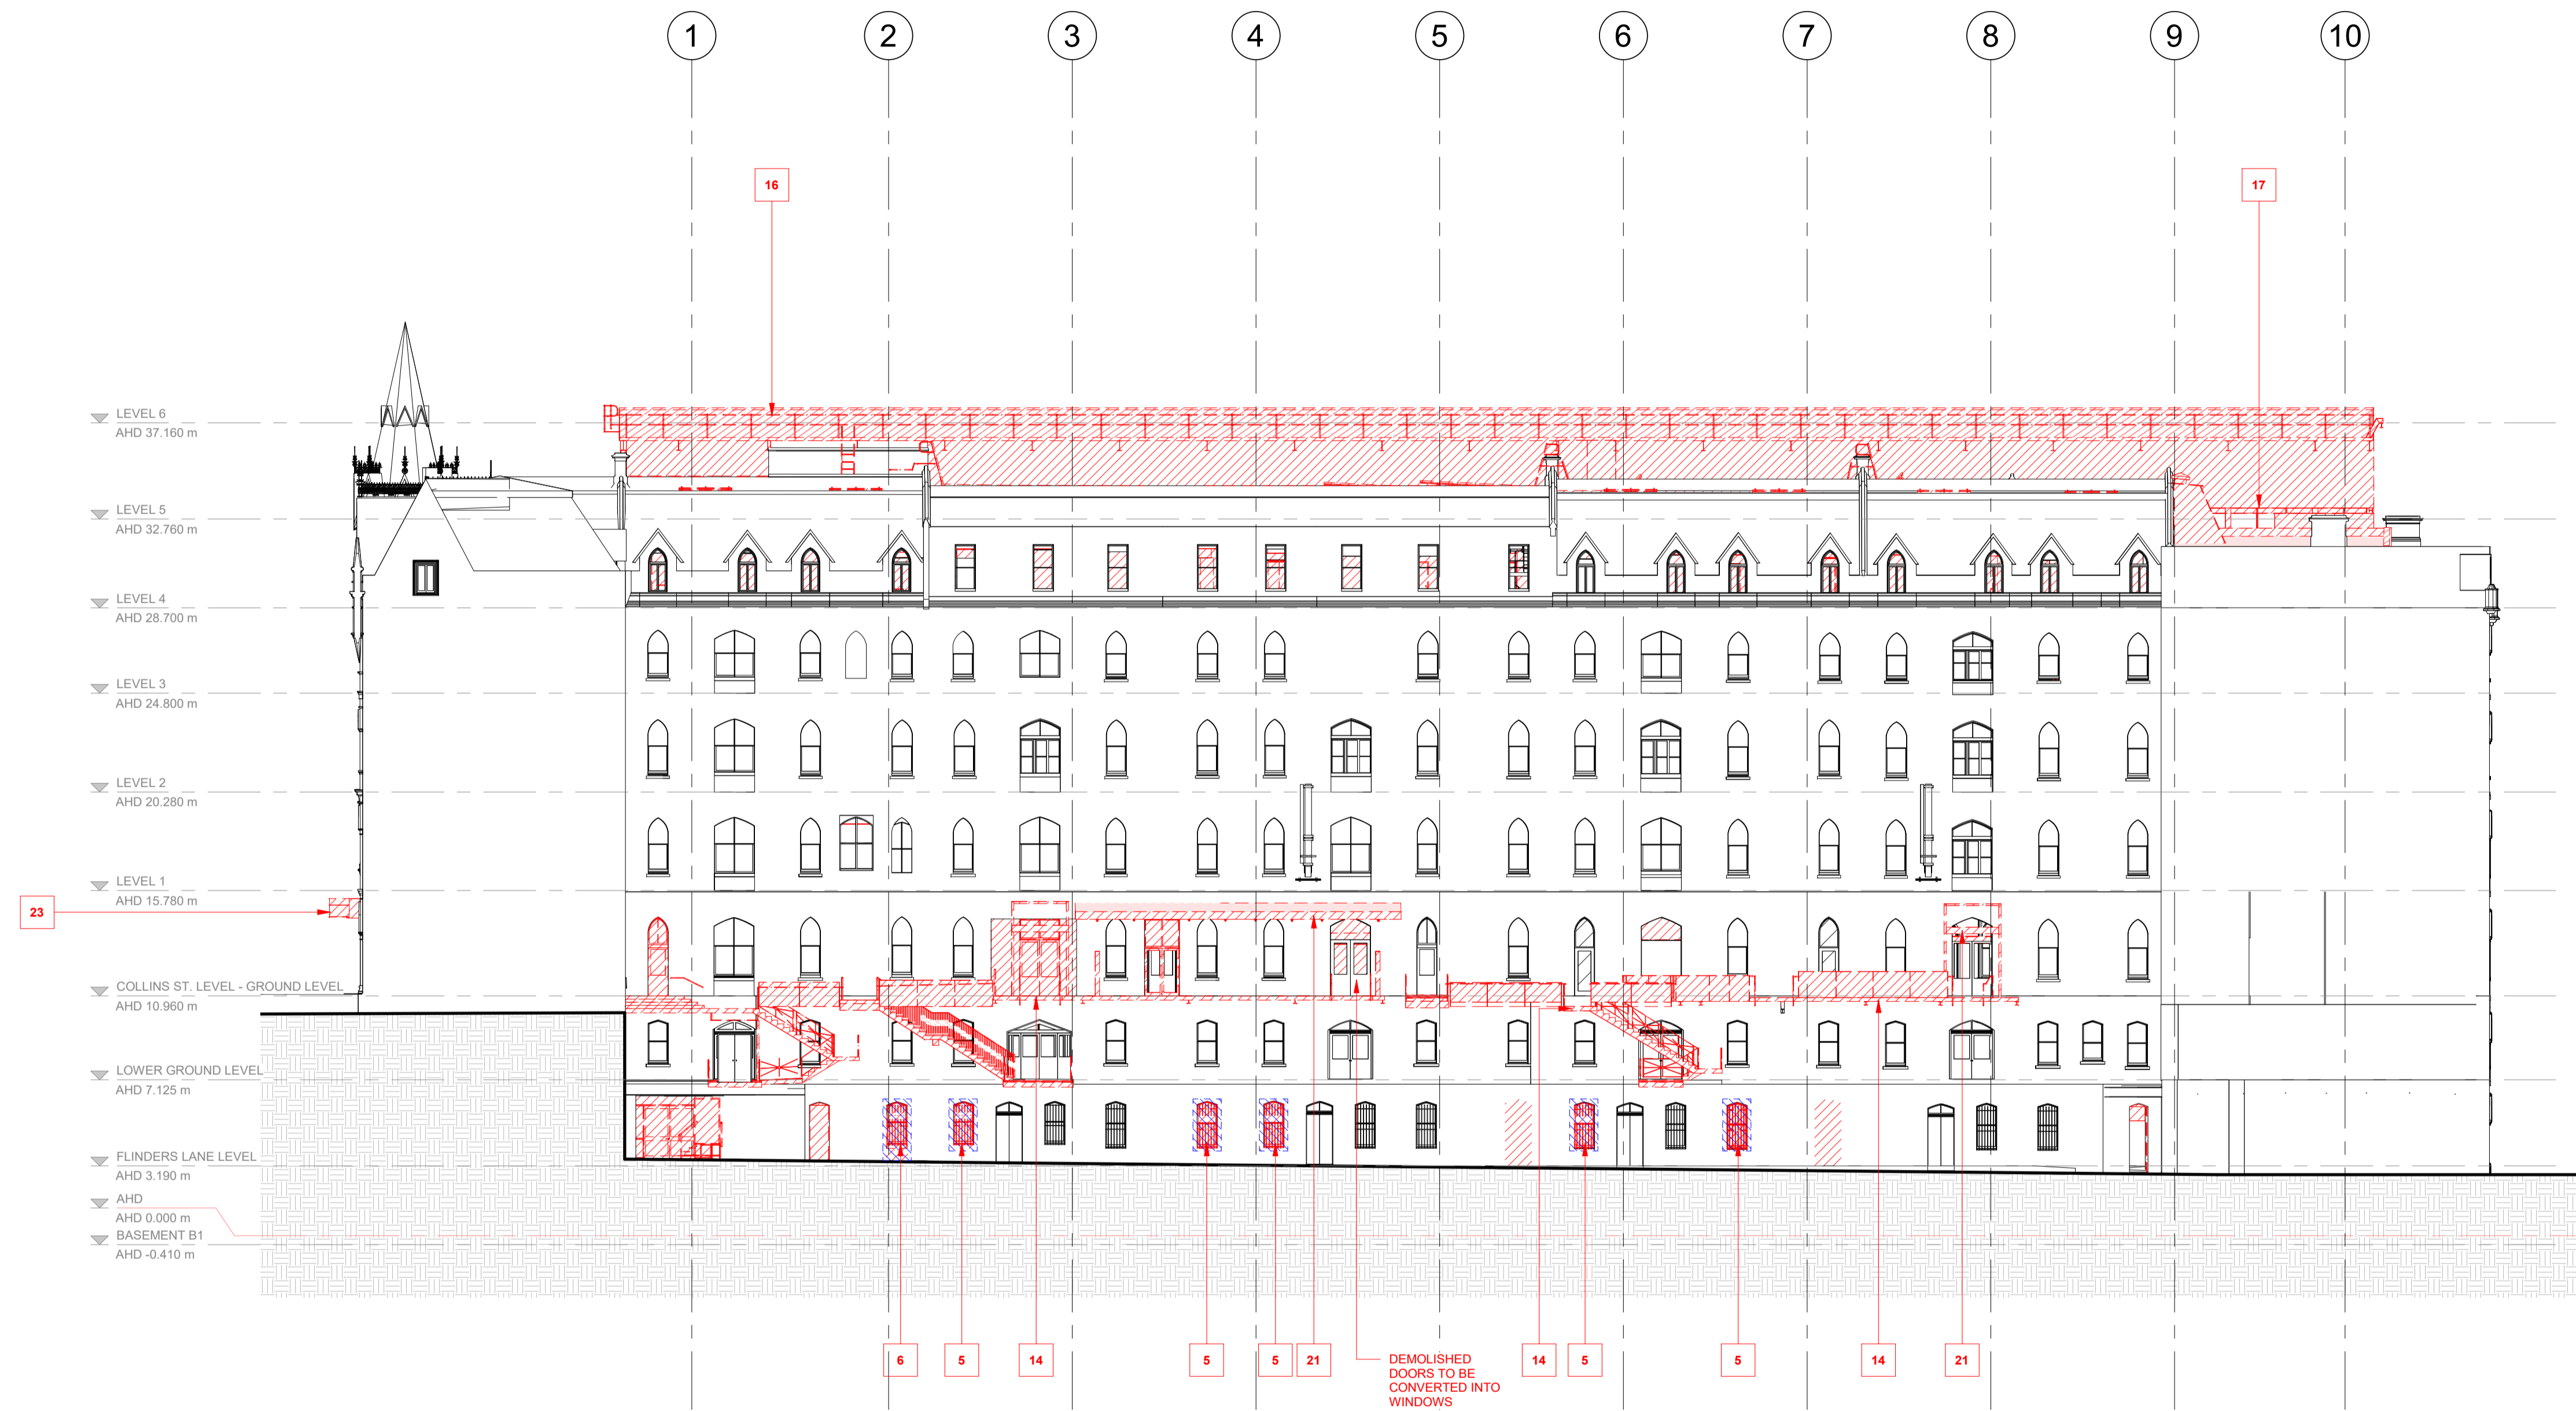 1 2 3 4 5 6 7 8 9 10
16
17
LEVEL 6
AHD 37.160 m
LEVEL 5
AHD 32.760 m
LEVEL 4
AHD 28.700 m
LEVEL 3
AHD 24.800 m
LEVEL 2
AHD 20.280 m
LEVEL 1
AHD 15.780 m
23
COLLINS ST. LEVEL - GROUND LEVEL
AHD 10.960 m
LOWER GROUND LEVEL
AHD 7.125 m
FLINDERS LANE LEVEL
AHD 3.190 m
AHD
AHD 0.000 m
BASEMENT B1
AHD -0.410 m
6 5 14 5 5 21 14 5 5 14 21
DEMOLISHED
DOORS TO BE
CONVERTED INTO
WINDOWS